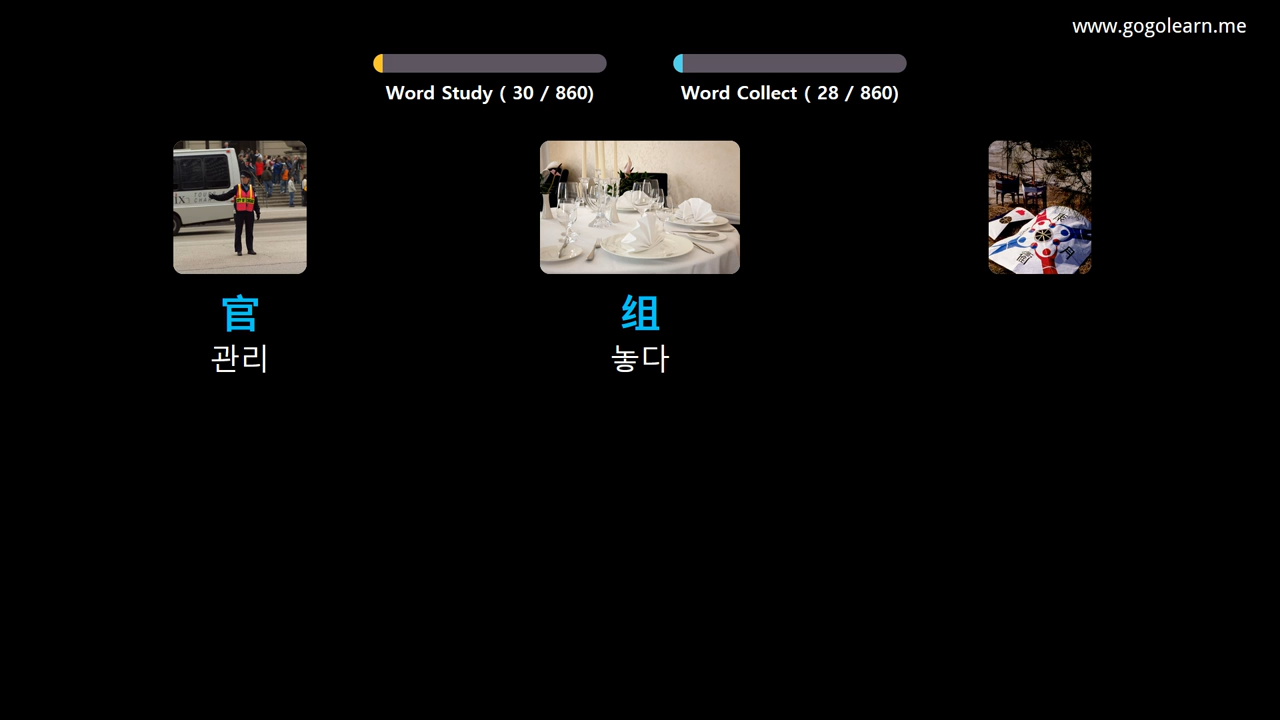 www.gogolearn.me
Word Study ( 30 / 860)
Word Collect ( 28 / 860)
官
组
관리
놓다